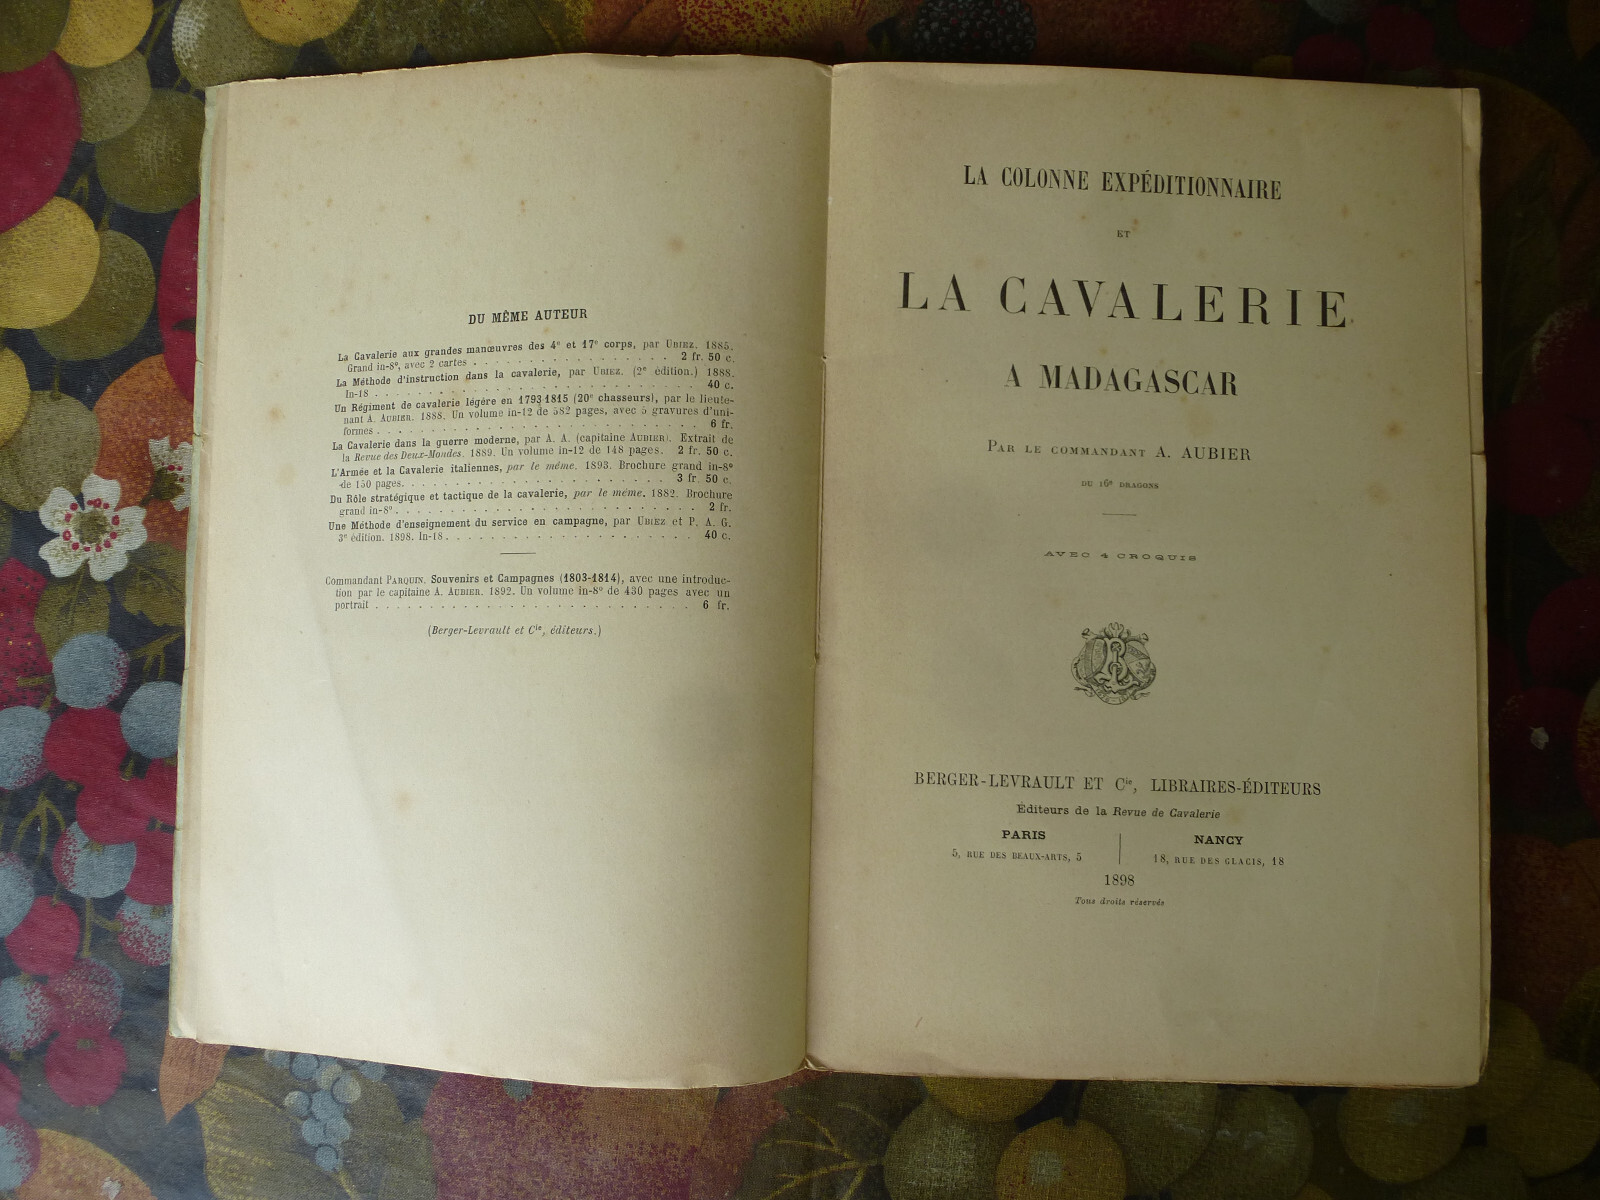 DU MÊME AUTEUR
La Cavalerie aux grandes manœuvres des 4e et 17e corps, par UBIEZ. 1885.
Grand in-8o, avec 2 cartes . . . . . . . . . . . . . . . . . 2 fr. 50 c.
La Méthode d'instruction dans la cavalerie, par UBIEZ. (2e édition.) 1888.
In-18 . . . . . . . . . . . . . . . . . . . . . . . . . . 40 c.
Un Régiment de cavalerie légère en 1793-1815 (20e chasseurs), par le lieute-
nant A. AUBIER. 1888. Un volume in-12 de 582 pages, avec 5 gravures d'uni-
formes . . . . . . . . . . . . . . . . . . . . . . . . . . 6 fr.
La Cavalerie dans la guerre moderne, par A. A. (capitaine AUBIER). Extrait de
la Revue des Deux-Mondes. 1889. Un volume in-12 de 148 pages. 2 fr. 50 c.
L'Armée et la Cavalerie italiennes, par le même. 1893. Brochure grand in-8o
de 150 pages. . . . . . . . . . . . . . . . . . . . . . . 3 fr. 50 c.
Du Rôle stratégique et tactique de la cavalerie, par le même. 1882. Brochure
grand in-8o . . . . . . . . . . . . . . . . . . . . . . . . 2 fr.
Une Méthode d'enseignement du service en campagne, par UBIEZ et P. A. G.
3e édition. 1898. In-18 . . . . . . . . . . . . . . . . . . . . 40 c.
Commandant PARQUIN. Souvenirs et Campagnes (1803-1814), avec une introduc-
tion par le capitaine A. AUBIER. 1892. Un volume in-8o de 430 pages avec un
portrait . . . . . . . . . . . . . . . . . . . . . . . . . . 6 fr.
(Berger-Levrault et Cie, éditeurs.)
LA COLONNE EXPÉDITIONNAIRE
ET
LA CAVALERIE
A MADAGASCAR
PAR LE COMMANDANT A. AUBIER
DU 16e DRAGONS
AVEC 4 CROQUIS
BERGER-LEVRAULT ET Cie, LIBRAIRES-ÉDITEURS
Éditeurs de la Revue de Cavalerie
PARIS
5, RUE DES BEAUX-ARTS, 5
NANCY
18, RUE DES GLACIS, 18
1898
Tous droits réservés